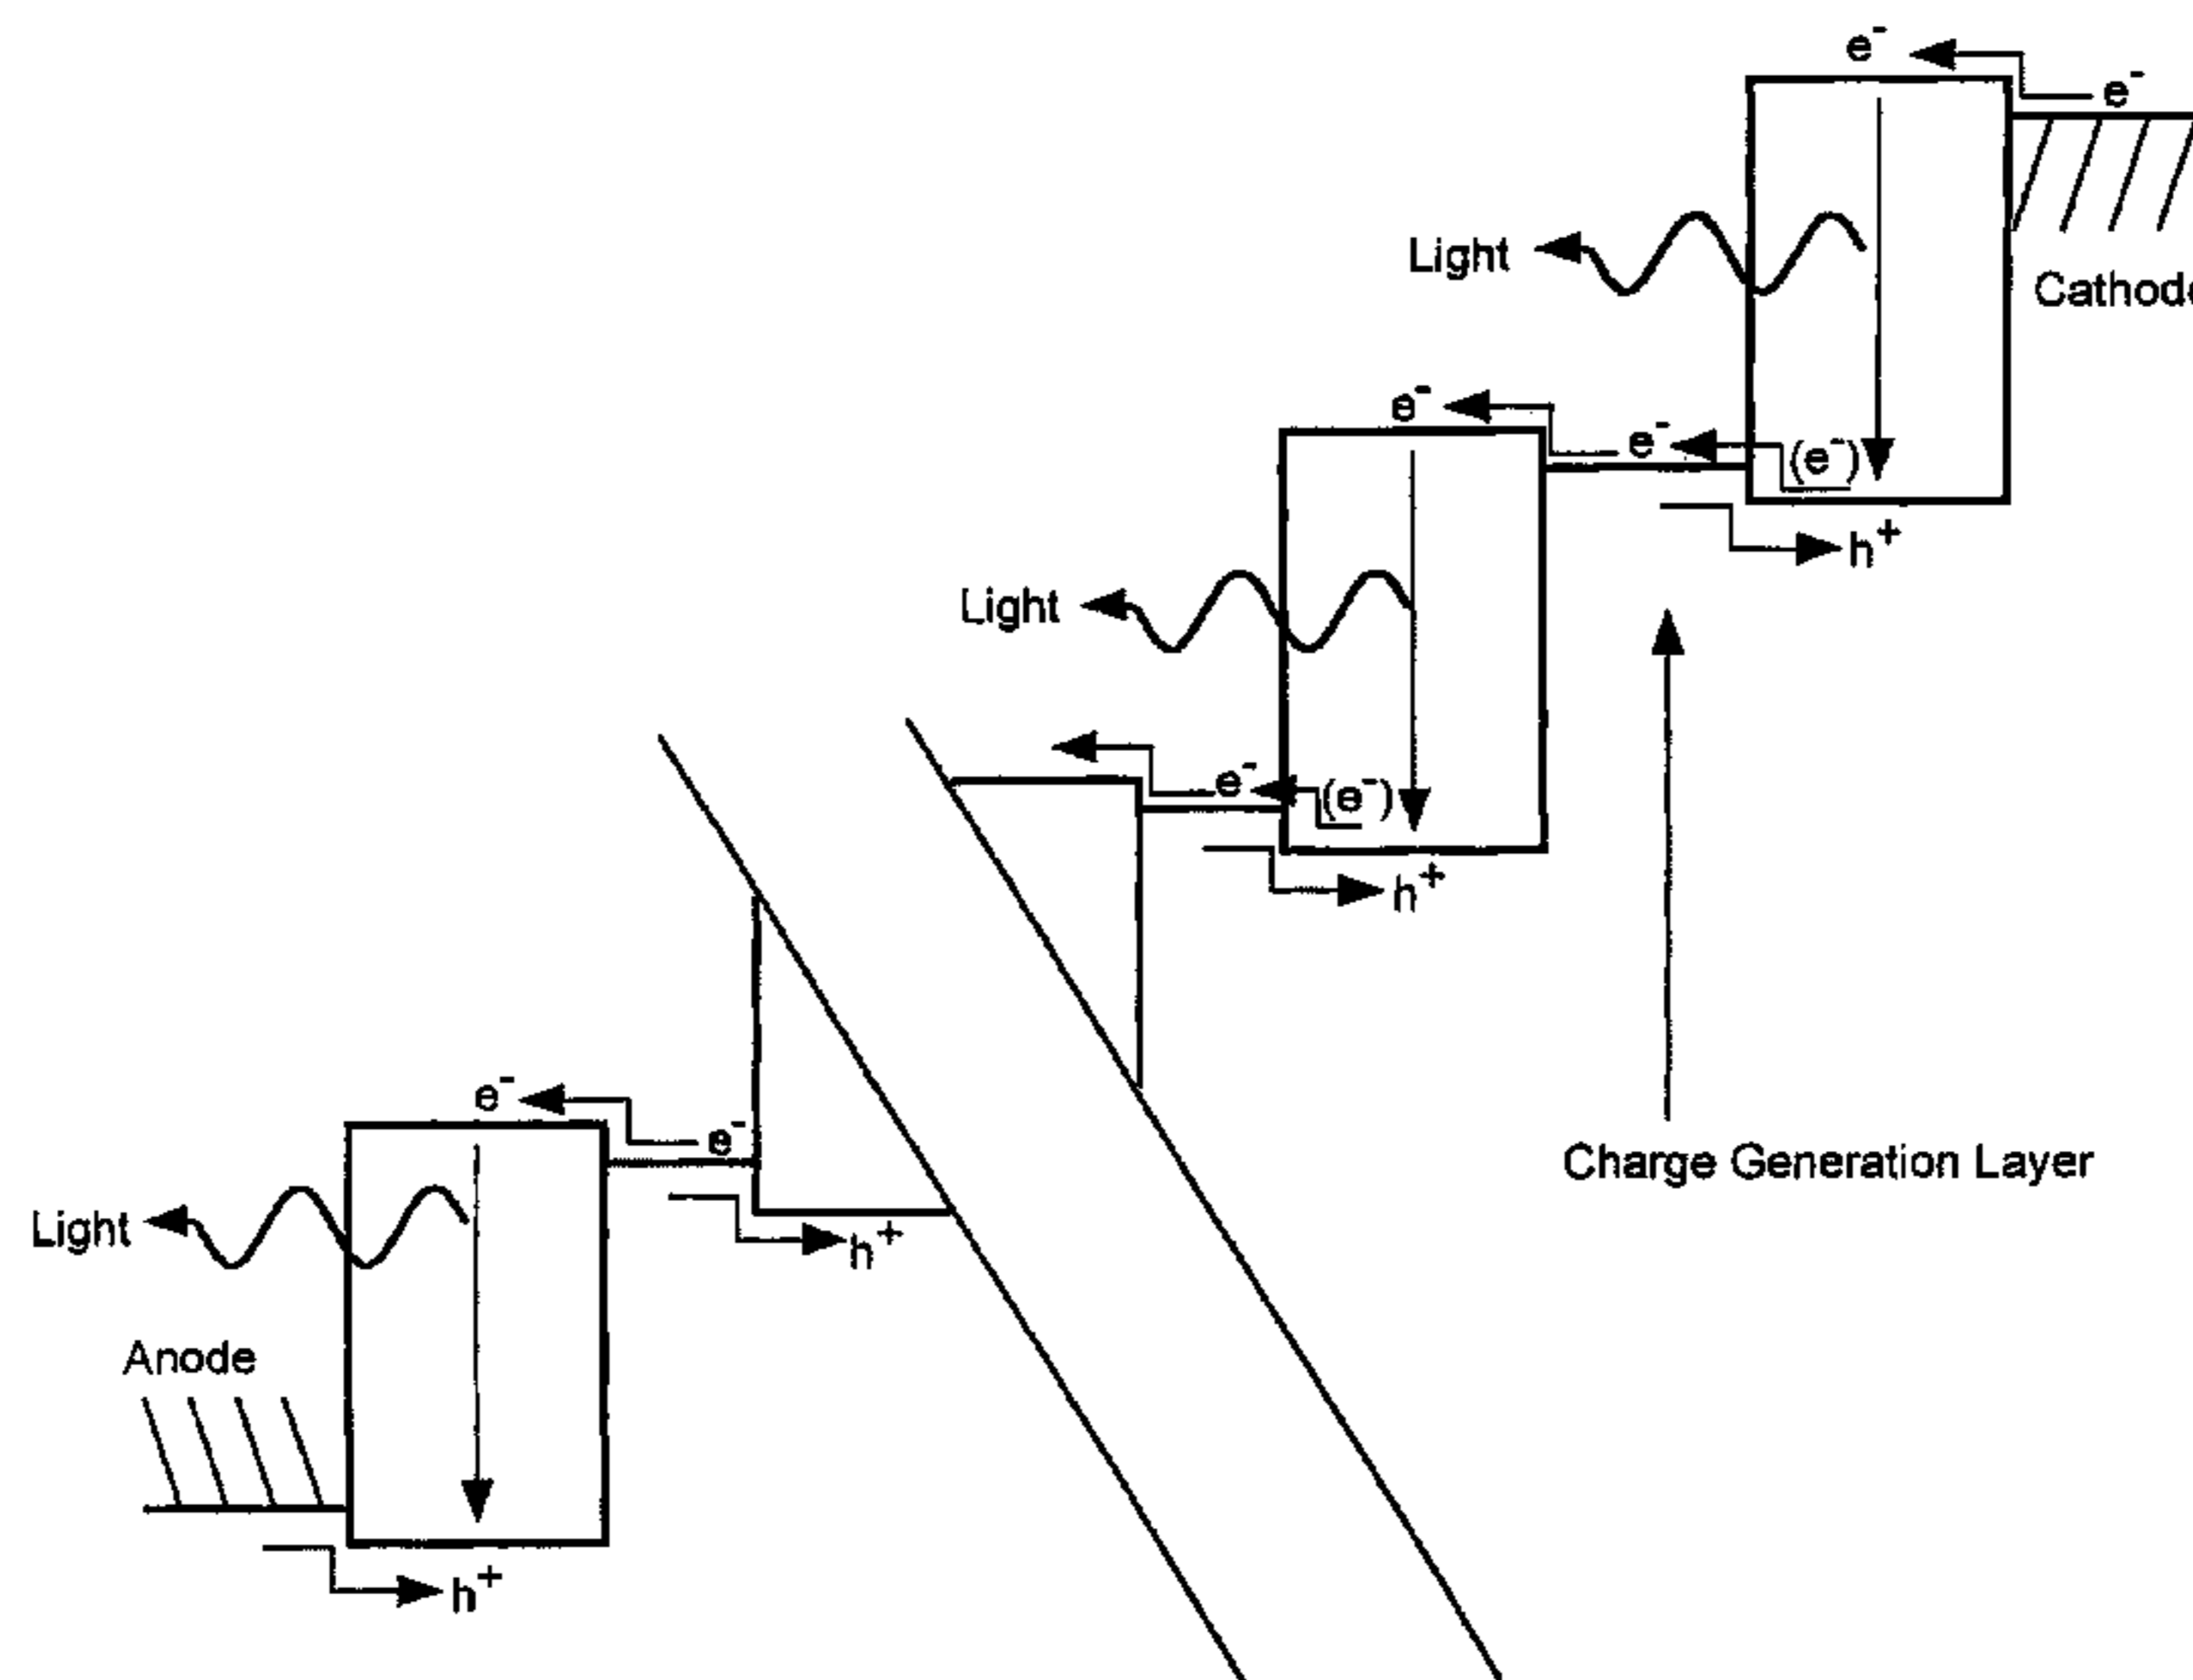 e⁻
e⁻
Light
Cathode
e⁻
e⁻
(e⁻)
h⁺
Light
e⁻
(e⁻)
h⁺
e⁻
e⁻
Charge Generation Layer
Light
h⁺
Anode
h⁺